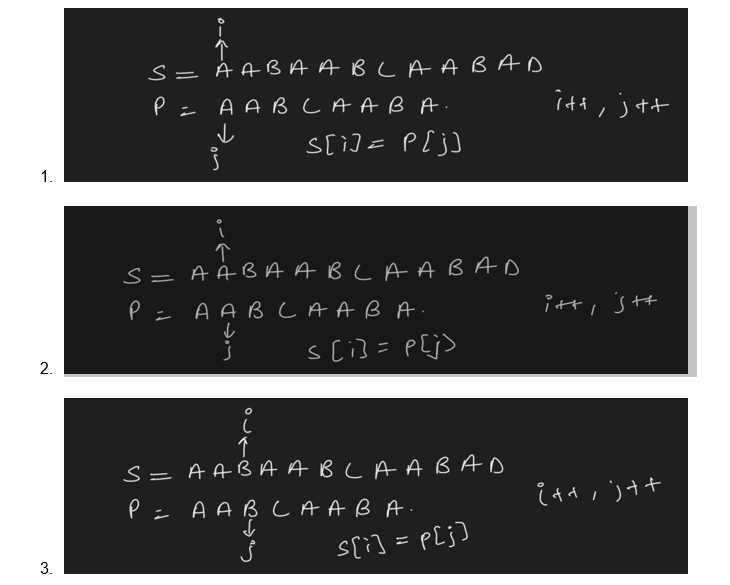 i
S = A A B A A B C A A B A D
P = A A B C A A B A. i++, j++
j S[i] = P[j]
1.
i
S = A A B A A B C A A B A D
P = A A B C A A B A. i++, j++
j S[i] = P[j]
2.
i
S = A A B A A B C A A B A D
P = A A B C A A B A. i++, j++
j S[i] = P[j]
3.